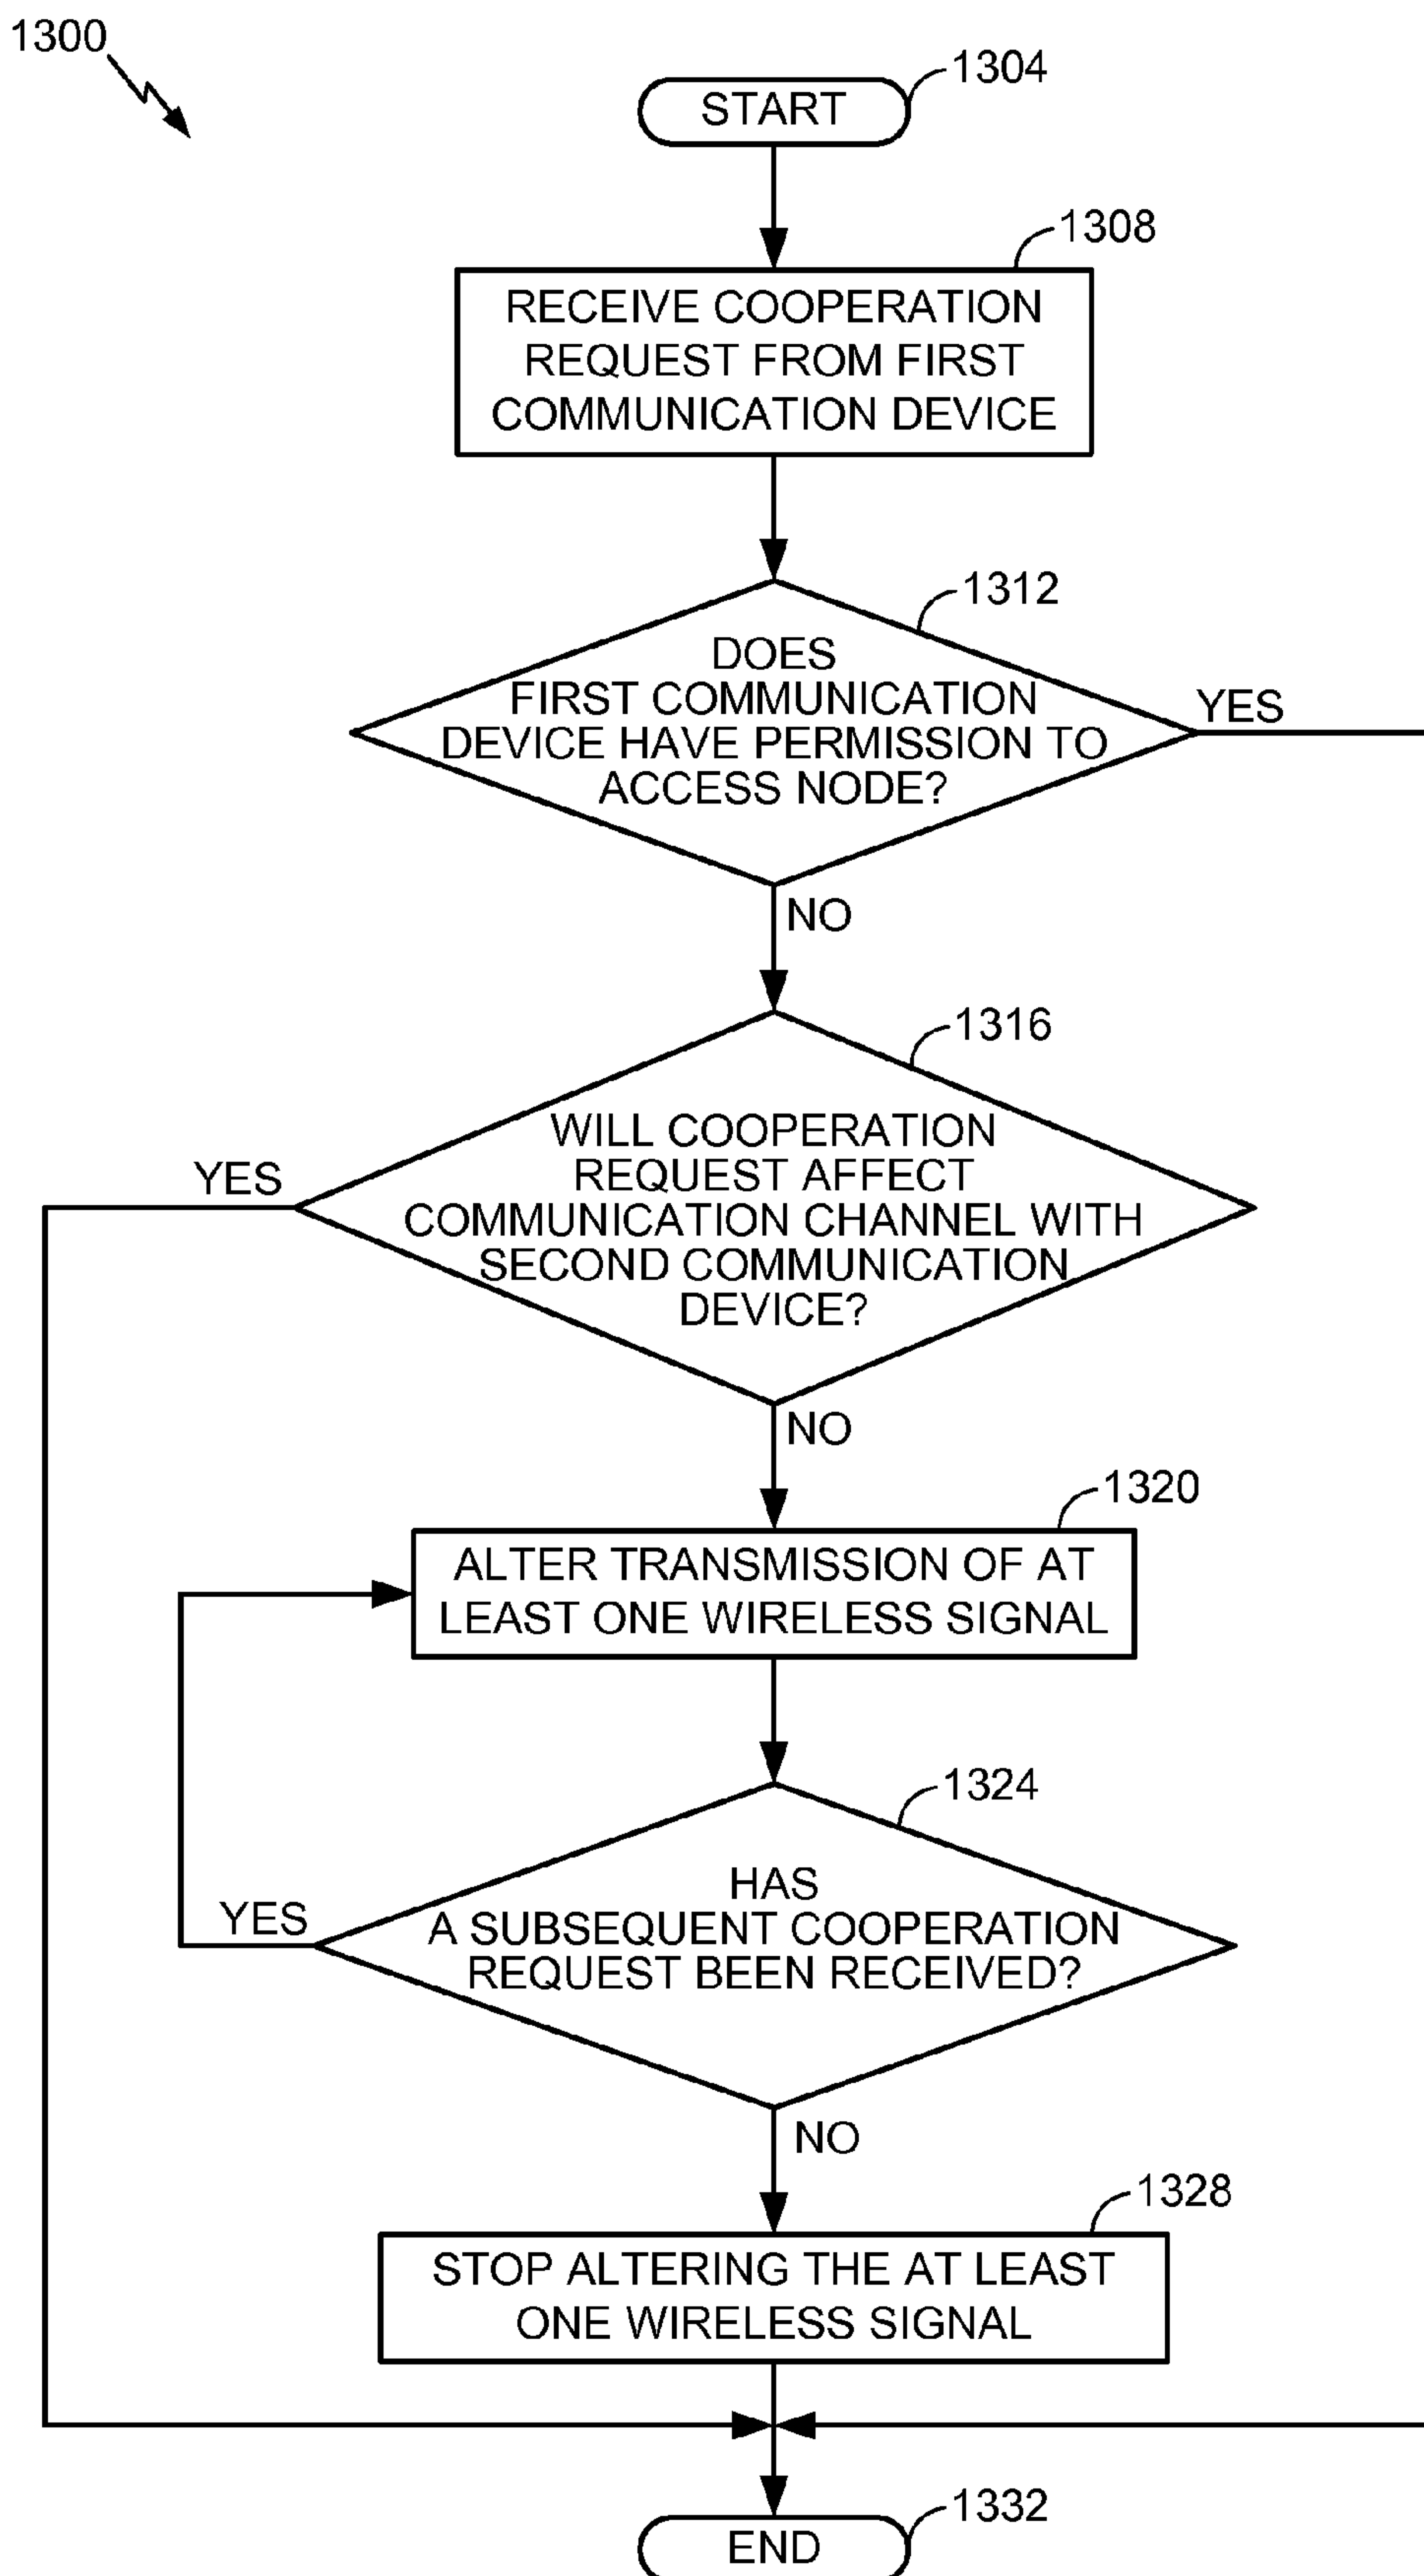 1300
START
1304
1308
RECEIVE COOPERATION
REQUEST FROM FIRST
COMMUNICATION DEVICE
1312
DOES
FIRST COMMUNICATION
DEVICE HAVE PERMISSION TO
ACCESS NODE?
YES
NO
1316
WILL COOPERATION
REQUEST AFFECT
COMMUNICATION CHANNEL WITH
SECOND COMMUNICATION
DEVICE?
YES
NO
1320
ALTER TRANSMISSION OF AT
LEAST ONE WIRELESS SIGNAL
1324
HAS
A SUBSEQUENT COOPERATION
REQUEST BEEN RECEIVED?
YES
NO
1328
STOP ALTERING THE AT LEAST
ONE WIRELESS SIGNAL
1332
END